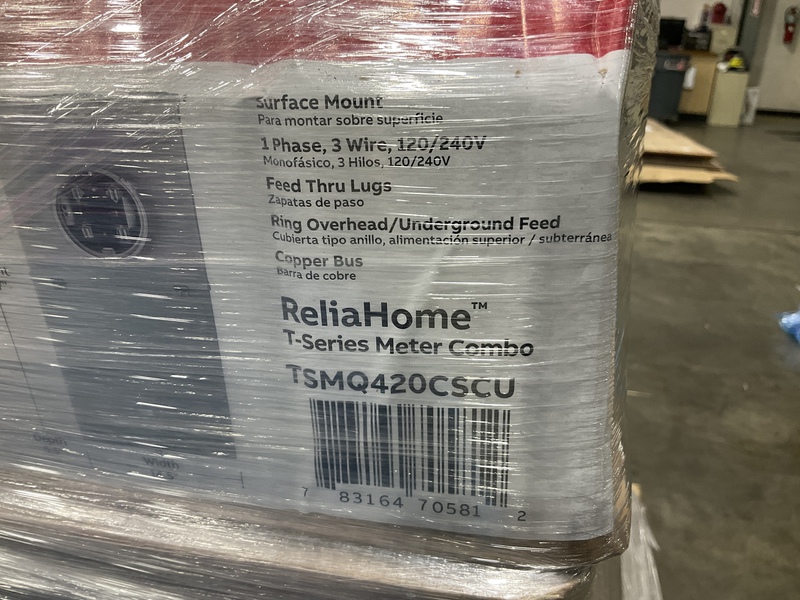 Surface Mount
Para montar sobre superficie
1 Phase, 3 Wire, 120/240V
Monofásico, 3 Hilos, 120/240V
Feed Thru Lugs
Zapatas de paso
Ring Overhead/Underground Feed
Cubierta tipo anillo, alimentación superior / subterránea
Copper Bus
Barra de cobre
ReliaHome™
T-Series Meter Combo
TSMQ420CSCU
7 83164 70581 2